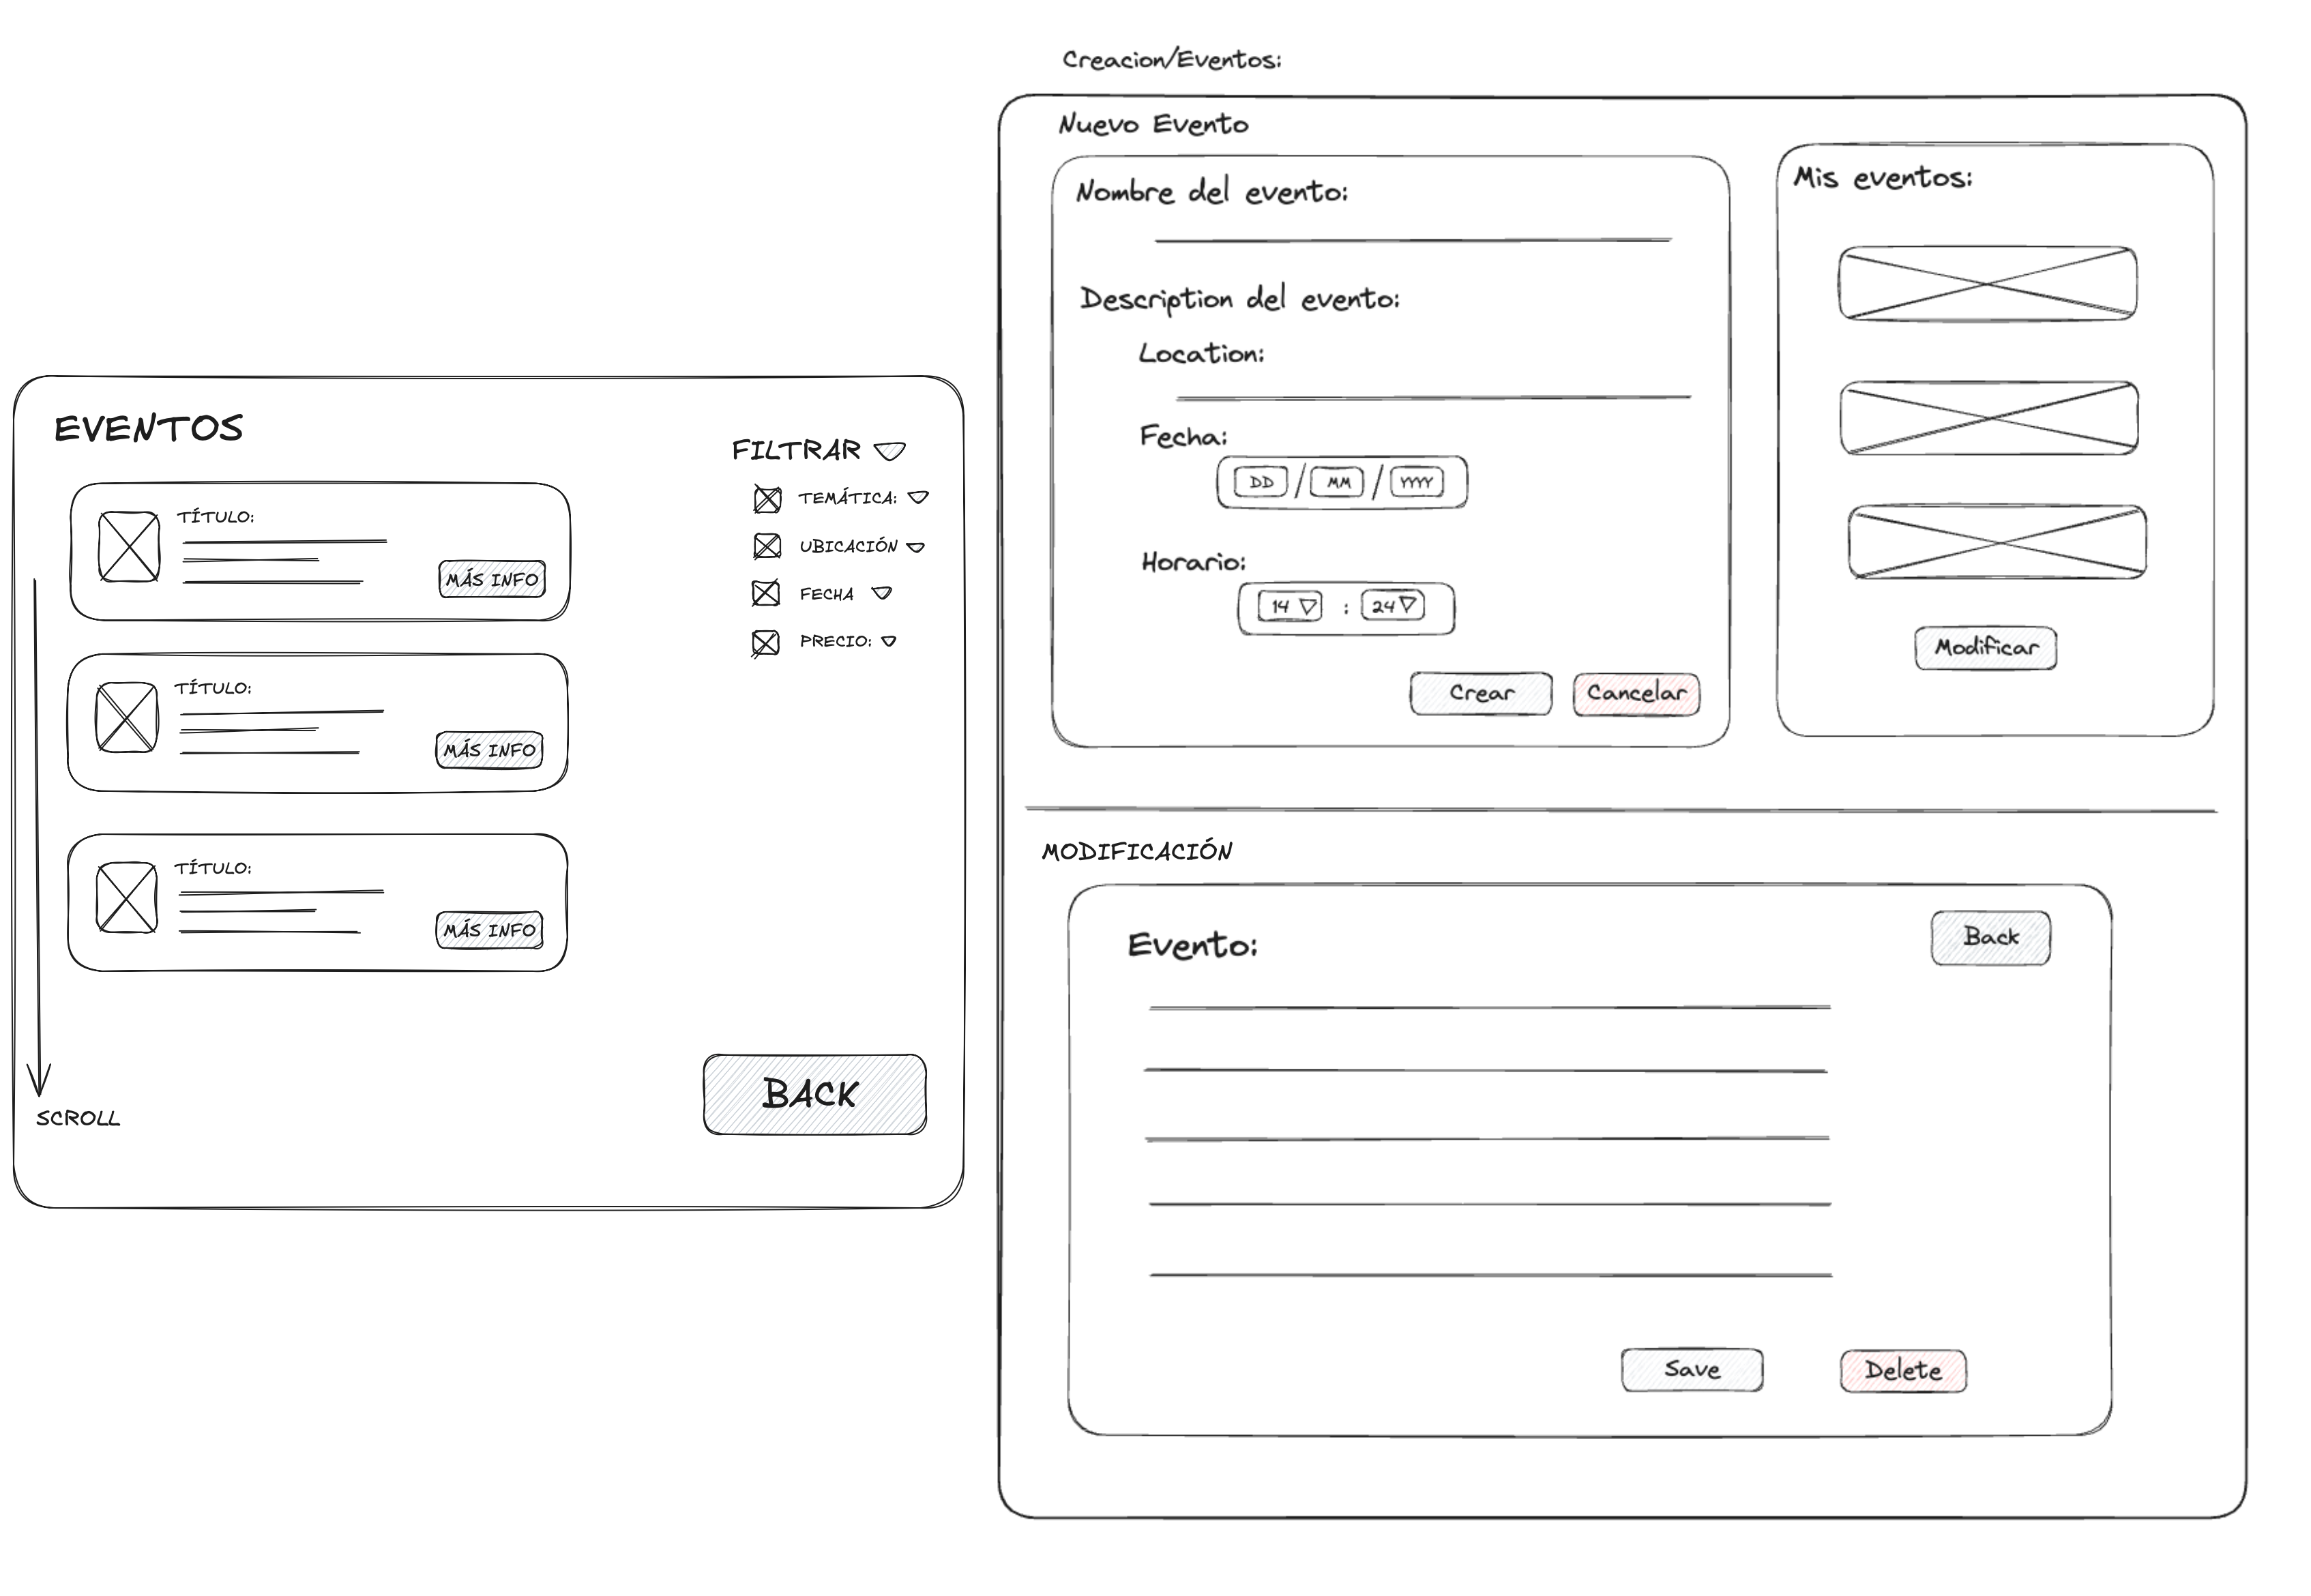 EVENTOS
FILTRAR
TEMÁTICA:
UBICACIÓN
FECHA
PRECIO:
TÍTULO:
MÁS INFO
TÍTULO:
MÁS INFO
TÍTULO:
MÁS INFO
BACK
SCROLL
Creacion/Eventos:
Nuevo Evento
Nombre del evento:
Description del evento:
Location:
Fecha:
DD / MM / YYYY
Horario:
14 : 24
Crear Cancelar
Mis eventos:
Modificar
MODIFICACIÓN
Evento:
Back
Save Delete